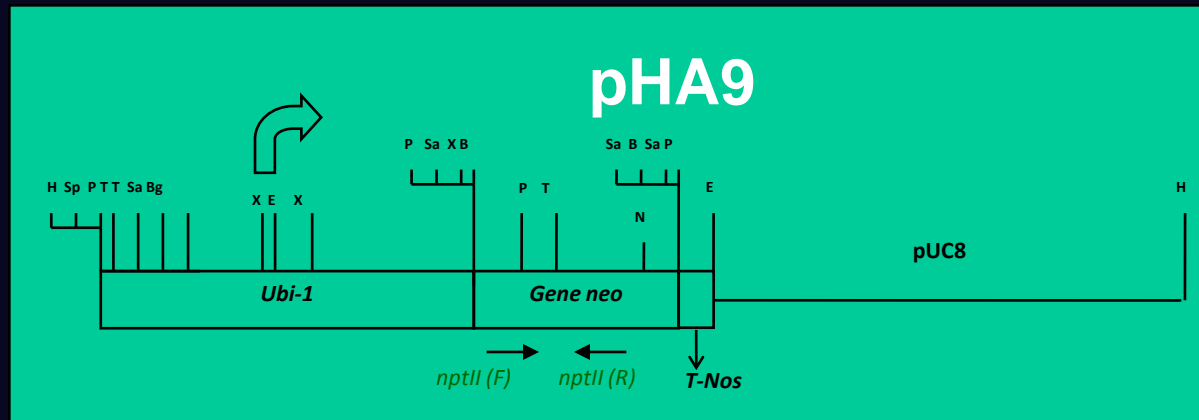 pHA9
P Sa X B
Sa B Sa P
H Sp P T T Sa Bg
X E X
P T
N
E
H
pUC8
Ubi-1
Gene neo
nptII (F)
nptII (R)
T-Nos